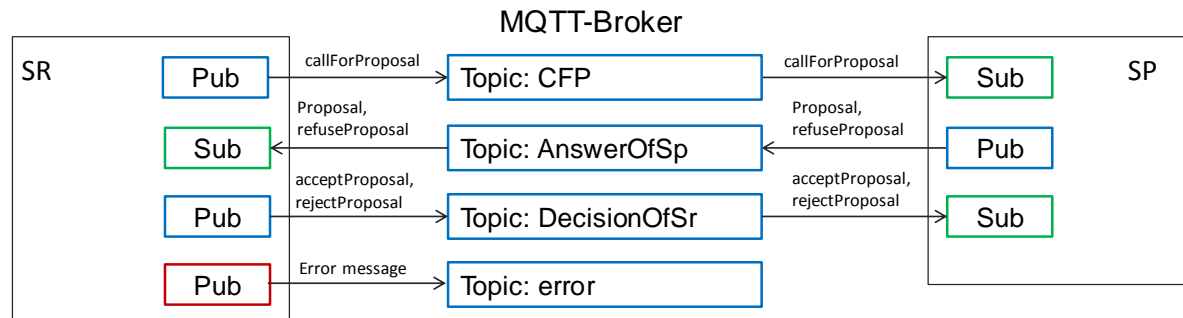 MQTT-Broker
SR
SP
Pub
callForProposal
Topic: CFP
callForProposal
Sub
Proposal,
refuseProposal
Sub
Topic: AnswerOfSp
Proposal,
refuseProposal
Pub
acceptProposal,
rejectProposal
Pub
Topic: DecisionOfSr
acceptProposal,
rejectProposal
Sub
Pub
Error message
Topic: error